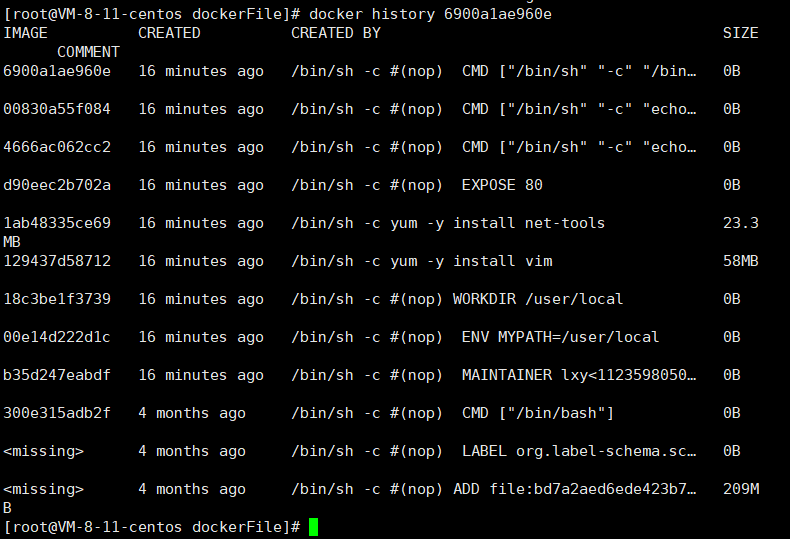 [root@VM-8-11-centos dockerFile]# docker history 6900a1ae960e
IMAGE          CREATED          CREATED BY                                      SIZE
      COMMENT
6900a1ae960e   16 minutes ago   /bin/sh -c #(nop)  CMD ["/bin/sh" "-c" "/bin…   0B
00830a55f084   16 minutes ago   /bin/sh -c #(nop)  CMD ["/bin/sh" "-c" "echo…   0B
4666ac062cc2   16 minutes ago   /bin/sh -c #(nop)  CMD ["/bin/sh" "-c" "echo…   0B
d90eec2b702a   16 minutes ago   /bin/sh -c #(nop)  EXPOSE 80                    0B
1ab48335ce69   16 minutes ago   /bin/sh -c yum -y install net-tools             23.3
MB
129437d58712   16 minutes ago   /bin/sh -c yum -y install vim                   58MB
18c3be1f3739   16 minutes ago   /bin/sh -c #(nop) WORKDIR /user/local           0B
00e14d222d1c   16 minutes ago   /bin/sh -c #(nop)  ENV MYPATH=/user/local       0B
b35d247eabdf   16 minutes ago   /bin/sh -c #(nop)  MAINTAINER lxy<1123598050…   0B
300e315adb2f   4 months ago     /bin/sh -c #(nop)  CMD ["/bin/bash"]            0B
<missing>      4 months ago     /bin/sh -c #(nop)  LABEL org.label-schema.sc…   0B
<missing>      4 months ago     /bin/sh -c #(nop) ADD file:bd7a2aed6ede423b7…   209M
B
[root@VM-8-11-centos dockerFile]#